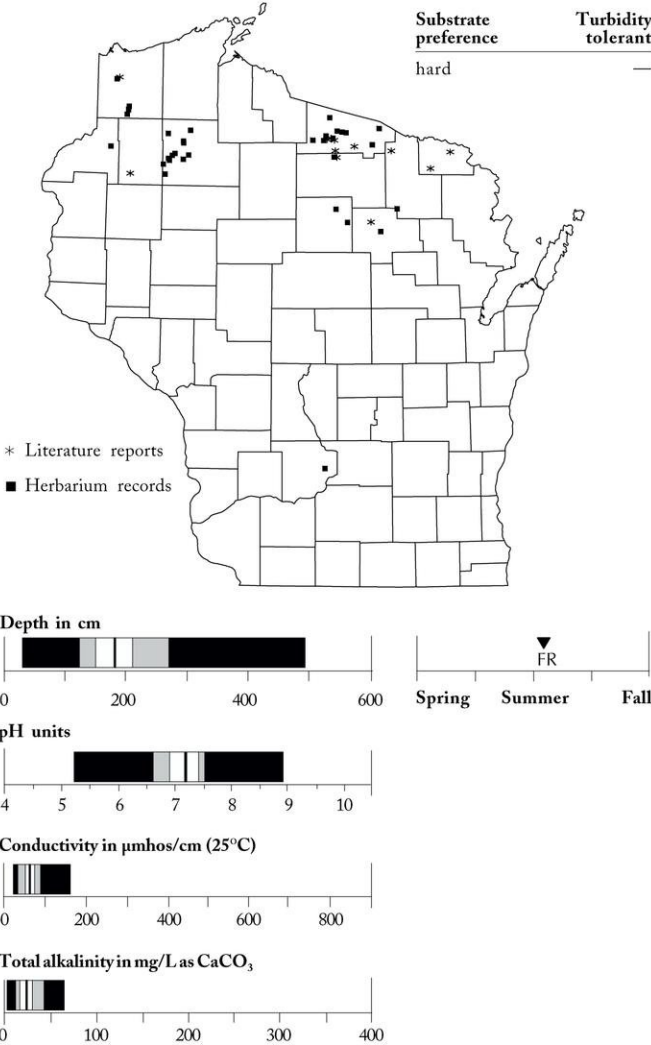 Substrate Turbidity
preference tolerant
hard —
* Literature reports
■ Herbarium records
Depth in cm
FR
0 200 400 600
Spring Summer Fall
pH units
4 5 6 7 8 9 10
Conductivity in µmhos/cm (25°C)
0 200 400 600 800
Total alkalinity in mg/L as CaCO₃
0 100 200 300 400